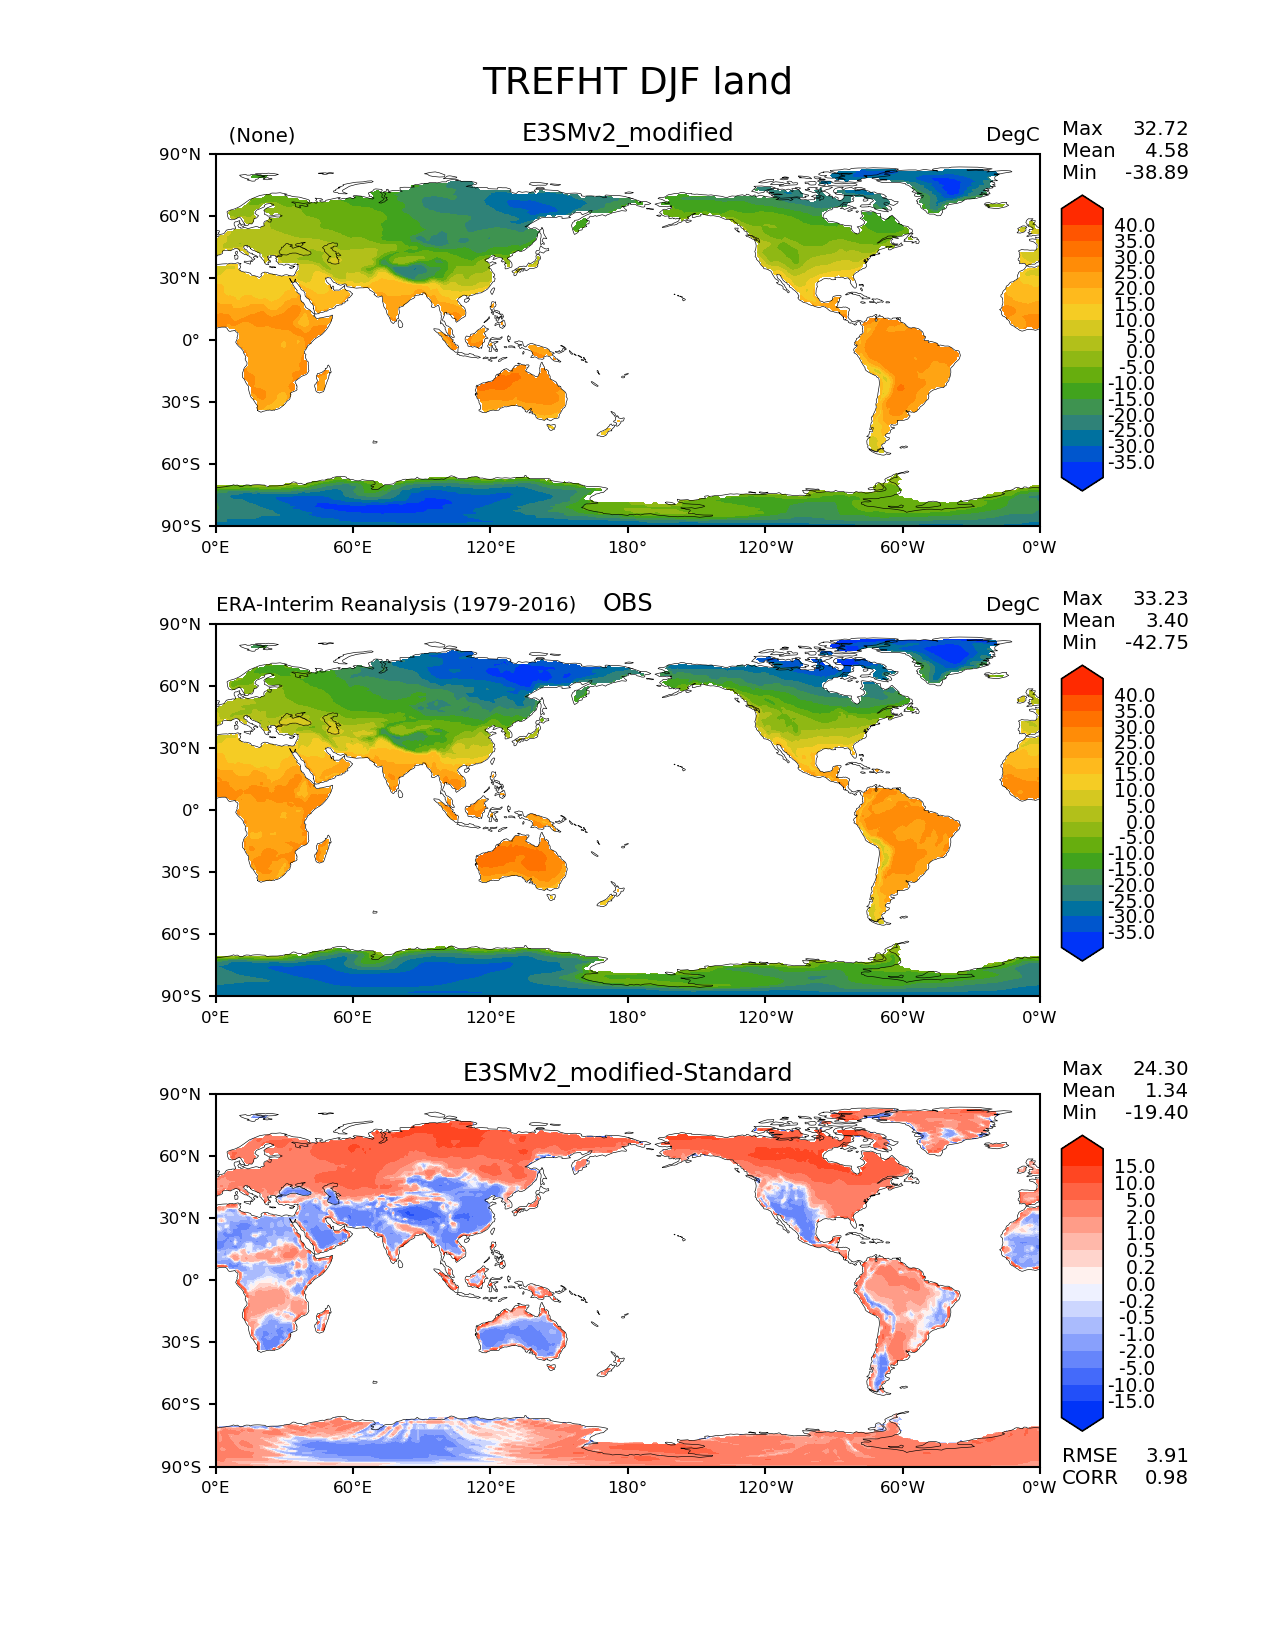 TREFHT DJF land
(None) E3SMv2_modified DegC
Max 32.72
Mean 4.58
Min -38.89
90°N
60°N
30°N
0°
30°S
60°S
90°S
0°E 60°E 120°E 180° 120°W 60°W 0°W
40.0
35.0
30.0
25.0
20.0
15.0
10.0
5.0
0.0
-5.0
-10.0
-15.0
-20.0
-25.0
-30.0
-35.0
ERA-Interim Reanalysis (1979-2016) OBS DegC
Max 33.23
Mean 3.40
Min -42.75
90°N
60°N
30°N
0°
30°S
60°S
90°S
0°E 60°E 120°E 180° 120°W 60°W 0°W
40.0
35.0
30.0
25.0
20.0
15.0
10.0
5.0
0.0
-5.0
-10.0
-15.0
-20.0
-25.0
-30.0
-35.0
E3SMv2_modified-Standard
Max 24.30
Mean 1.34
Min -19.40
90°N
60°N
30°N
0°
30°S
60°S
90°S
0°E 60°E 120°E 180° 120°W 60°W 0°W
15.0
10.0
5.0
2.0
1.0
0.5
0.2
0.0
-0.2
-0.5
-1.0
-2.0
-5.0
-10.0
-15.0
RMSE 3.91
CORR 0.98